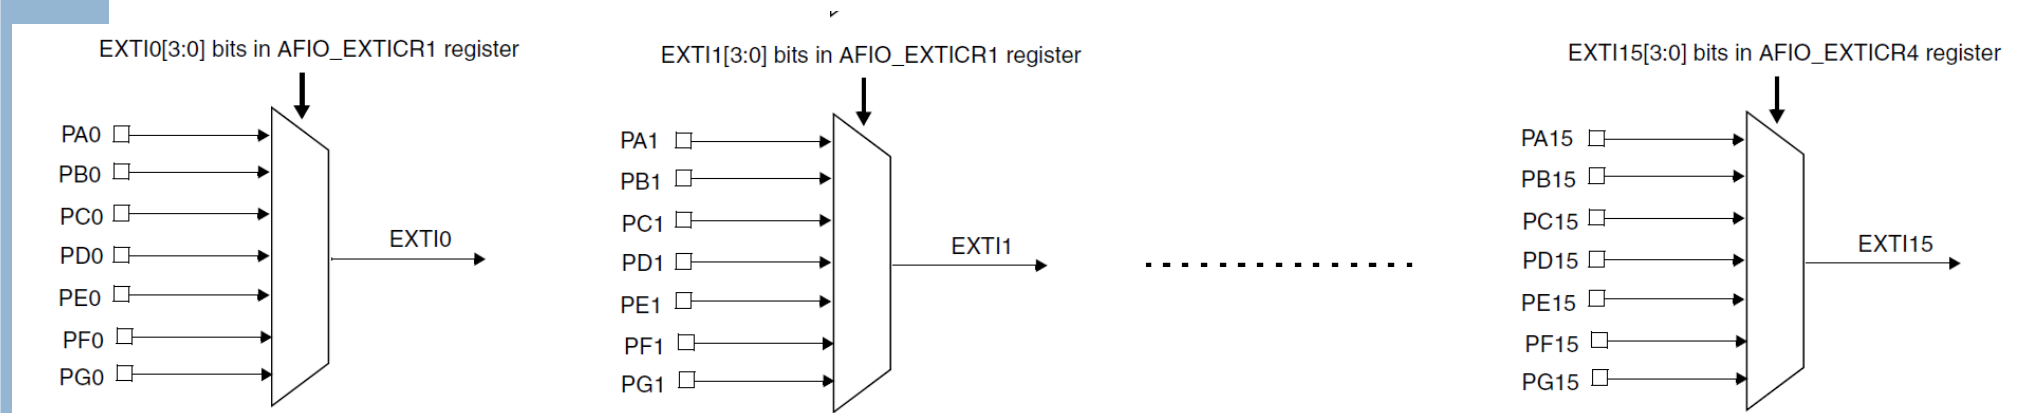 EXTI0[3:0] bits in AFIO_EXTICR1 register
PA0
PB0
PC0
PD0
PE0
PF0
PG0
EXTI0
EXTI1[3:0] bits in AFIO_EXTICR1 register
PA1
PB1
PC1
PD1
PE1
PF1
PG1
EXTI1
EXTI15[3:0] bits in AFIO_EXTICR4 register
PA15
PB15
PC15
PD15
PE15
PF15
PG15
EXTI15